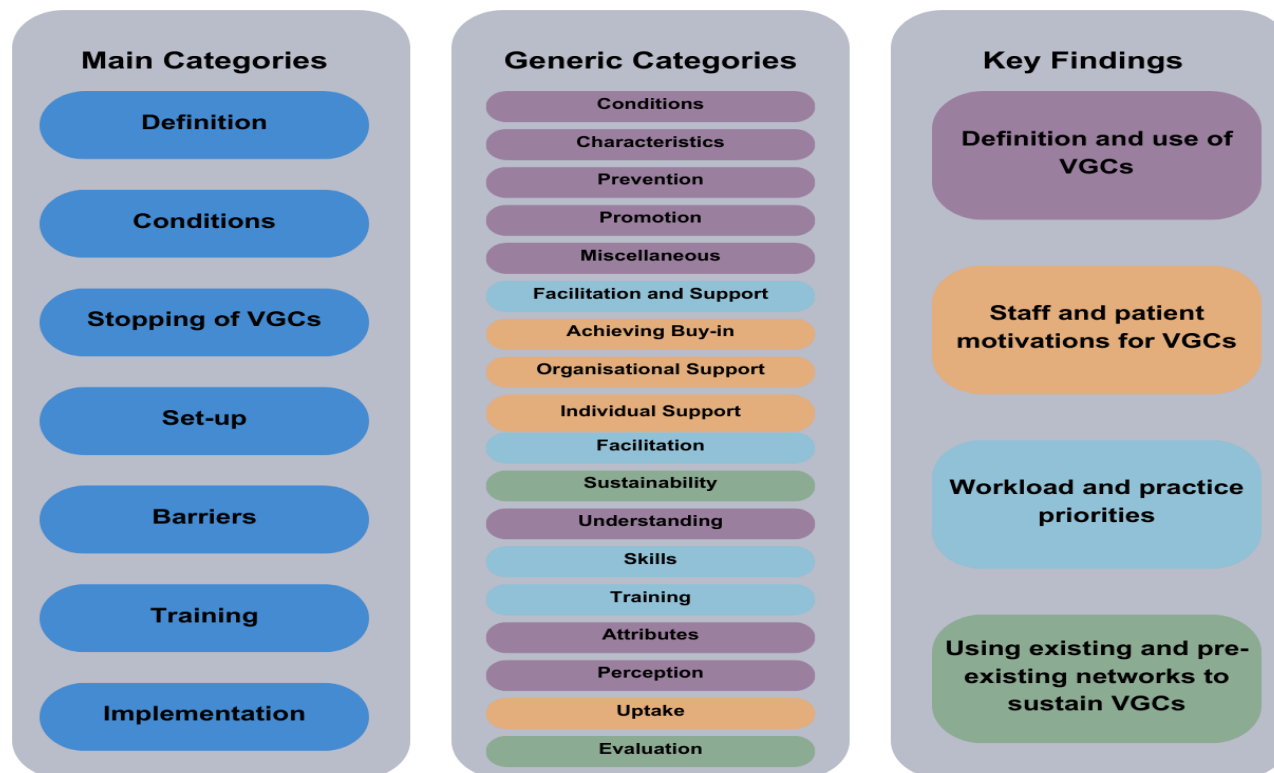 Main Categories
Definition
Conditions
Stopping of VGCs
Set-up
Barriers
Training
Implementation
Generic Categories
Conditions
Characteristics
Prevention
Promotion
Miscellaneous
Facilitation and Support
Achieving Buy-in
Organisational Support
Individual Support
Facilitation
Sustainability
Understanding
Skills
Training
Attributes
Perception
Uptake
Evaluation
Key Findings
Definition and use of
VGCs
Staff and patient
motivations for VGCs
Workload and practice
priorities
Using existing and pre-
existing networks to
sustain VGCs